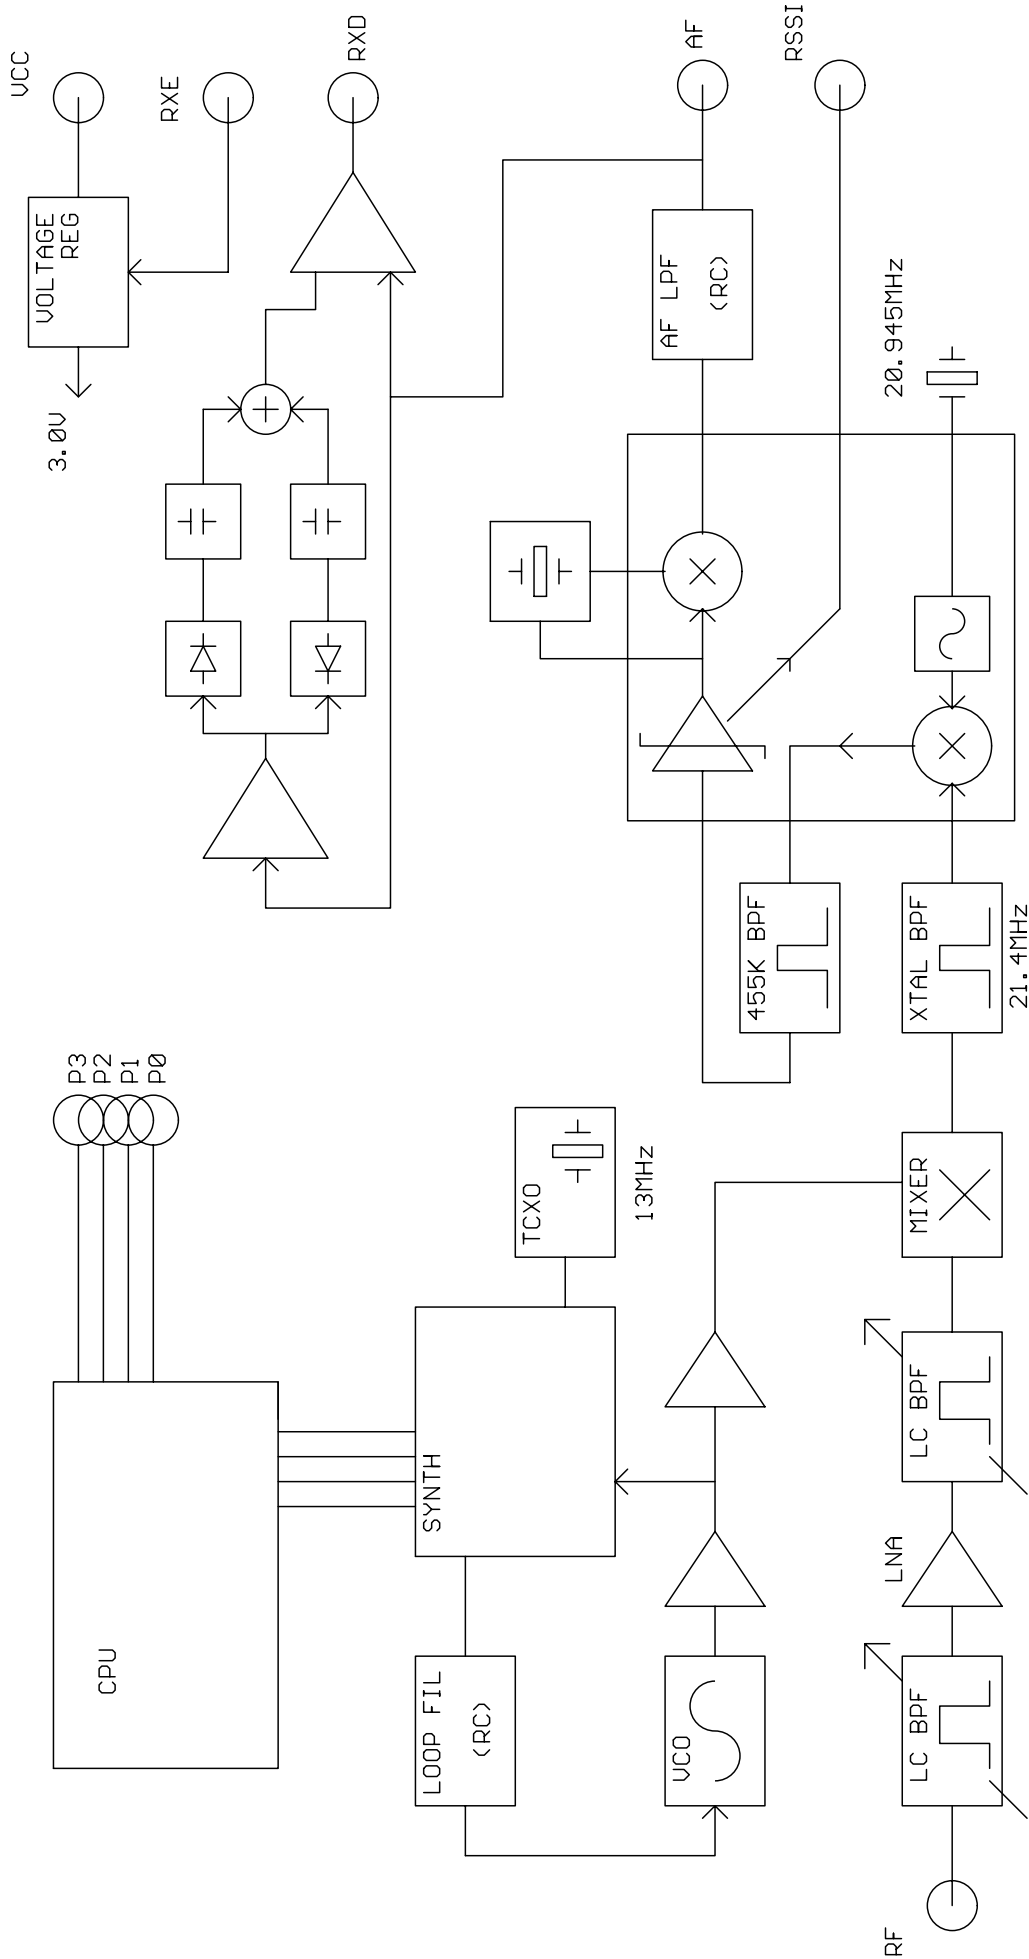 VCC
VOLTAGE
REG
3.0V
RXE
RXD
AF
RSSI
AF LPF
(RC)
20.945MHz
455K BPF
XTAL BPF
21.4MHz
P3
P2
P1
P0
CPU
SYNTH
TCXO
13MHz
LOOP FIL
(RC)
VCO
MIXER
LC BPF
LNA
LC BPF
RF